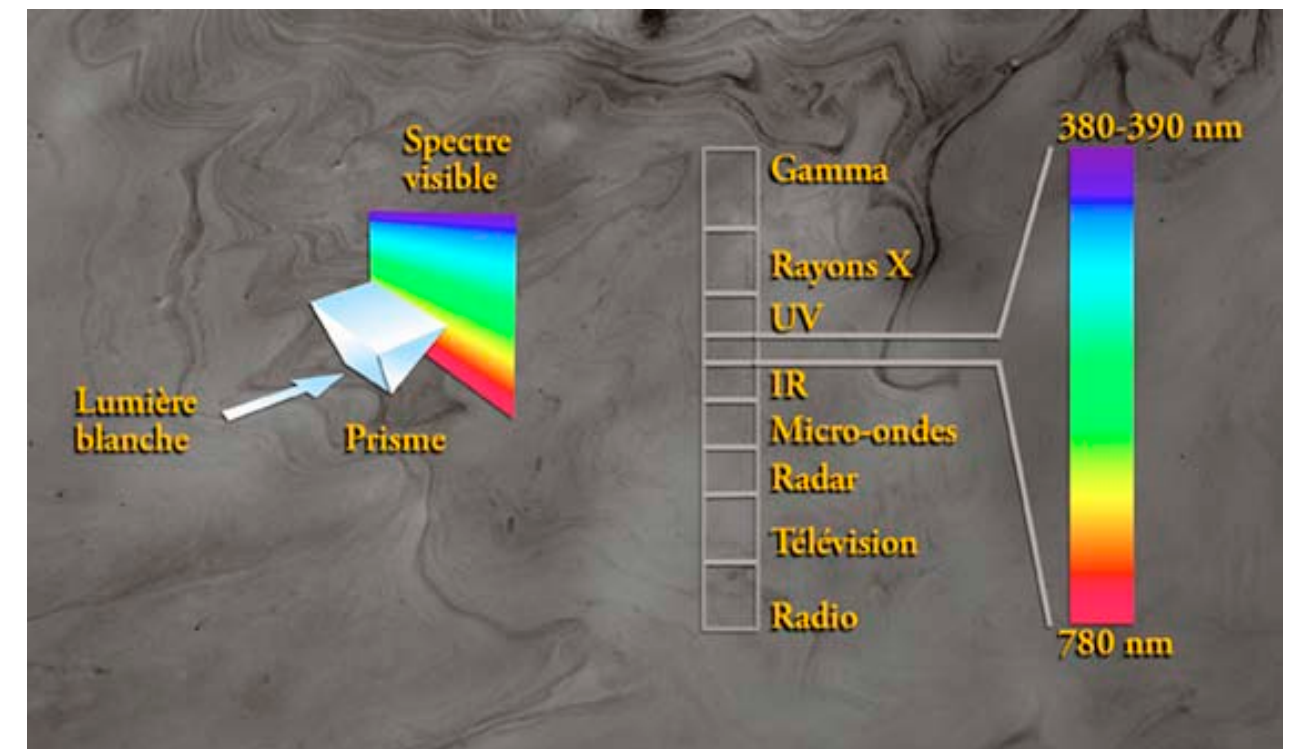 Spectre
visible
Lumière
blanche
Prisme
Gamma
Rayons X
UV
IR
Micro-ondes
Radar
Télévision
Radio
380-390 nm
780 nm